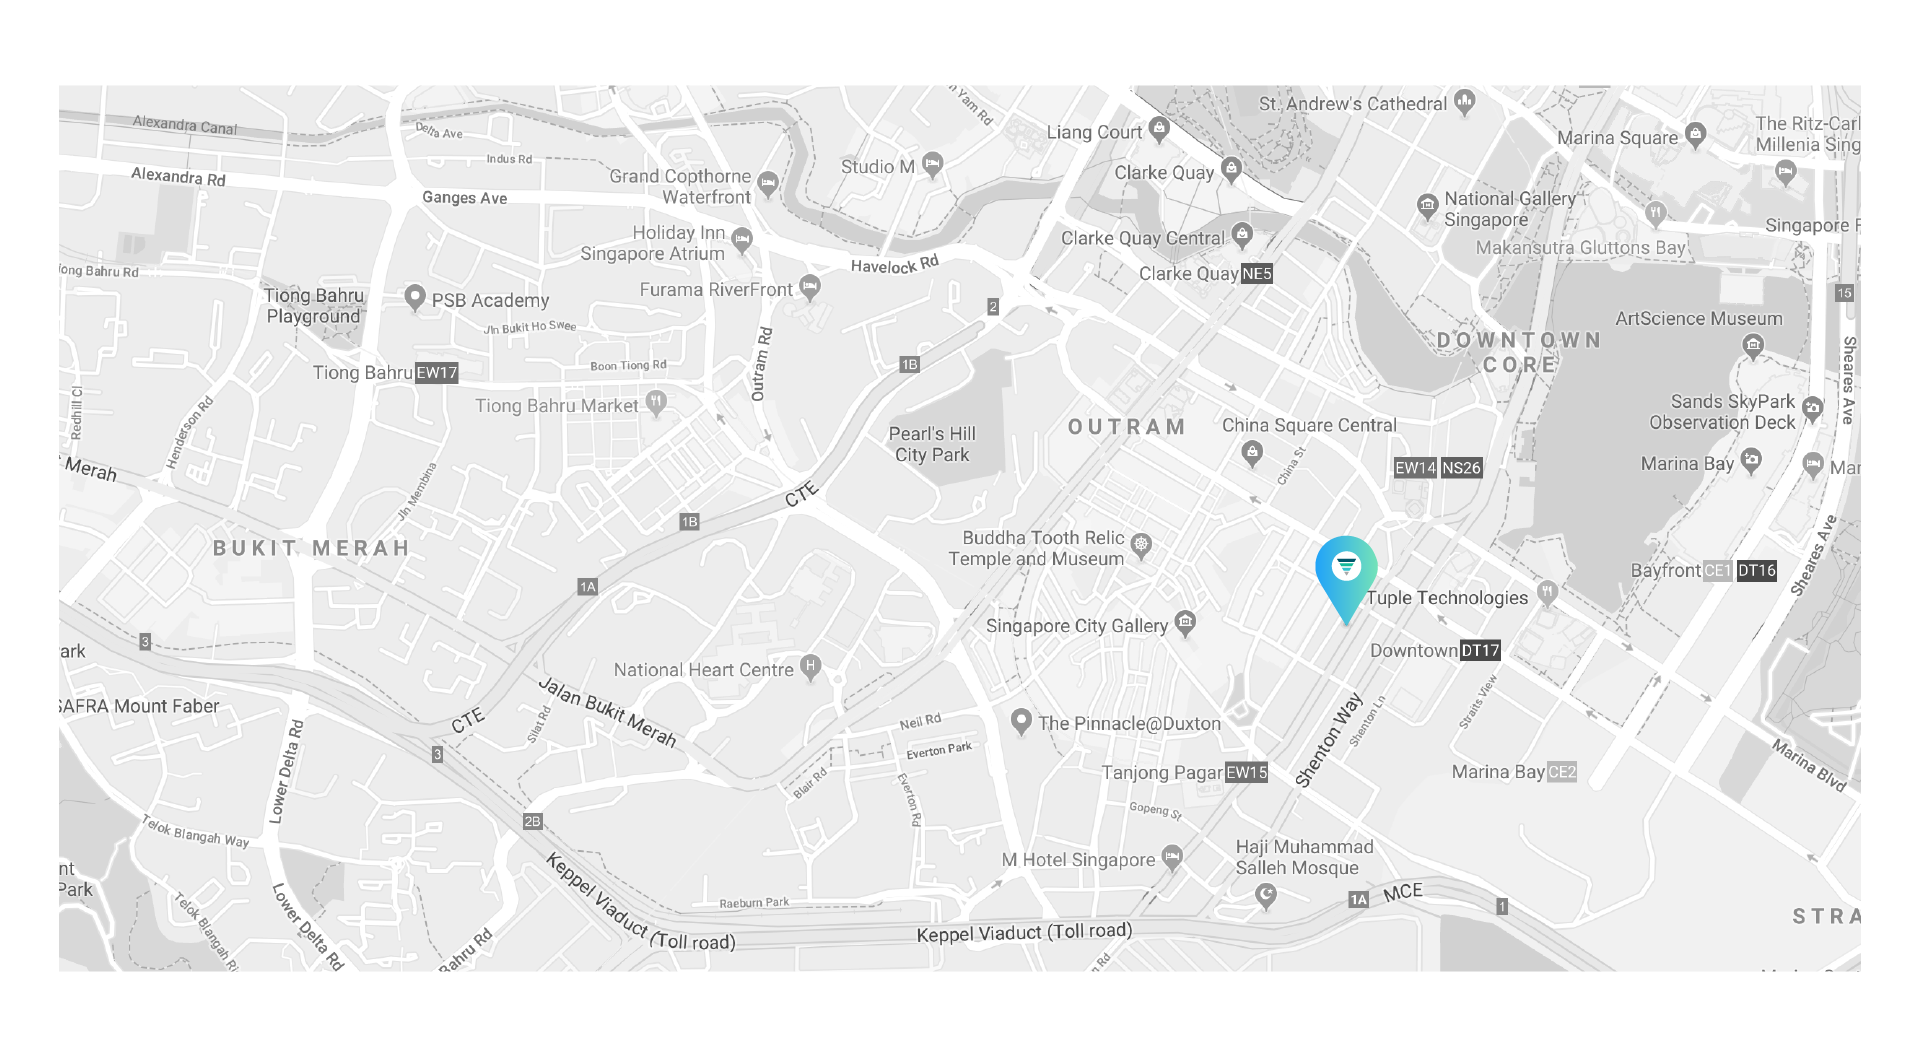 St. Andrew's Cathedral
Liang Court
Marina Square
The Ritz-Carl
Millenia Sing
Alexandra Canal
Delta Ave
Yam Rd
Indus Rd
Studio M
Clarke Quay
Alexandra Rd
Grand Copthorne
Waterfront
Ganges Ave
National Gallery
Singapore
Holiday Inn
Singapore Atrium
Clarke Quay Central
Singapore F
Makansutra Gluttons Bay
Havelock Rd
Clarke Quay NE5
Tiong Bahru Rd
Furama RiverFront
Tiong Bahru
Playground
PSB Academy
2
15
Jln Bukit Ho Swee
ArtScience Museum
DOWNTOWN
CORE
Outram Rd
Sheares Ave
Tiong Bahru EW17
Boon Tiong Rd
1B
Redhill Cl
Henderson Rd
Tiong Bahru Market
Sands SkyPark
Observation Deck
OUTRAM
China Square Central
Pearl's Hill
City Park
China St
EW14 NS26
Marina Bay
Mar
t Merah
Jln Membina
CTE
1B
BUKIT MERAH
Buddha Tooth Relic
Temple and Museum
Sheares Ave
Bayfront CE1 DT16
1A
Tuple Technologies
Singapore City Gallery
3
ark
Downtown DT17
National Heart Centre
SAFRA Mount Faber
Jalan Bukit Merah
CTE
Silat Rd
Neil Rd
The Pinnacle@Duxton
Shenton Way
Shenton Ln
Straits View
Lower Delta Rd
3
Everton Park
Tanjong Pagar EW15
Marina Bay CE2
Marina Blvd
Blair Rd
Everton Rd
Gopeng St
2B
Telok Blangah Way
Haji Muhammad
Salleh Mosque
M Hotel Singapore
nt
Park
Keppel Viaduct (Toll road)
Lower Delta Rd
Telok Blangah Ri
Raeburn Park
1A
MCE
1
STRA
Keppel Viaduct (Toll road)
Bahru Rd
n Rd